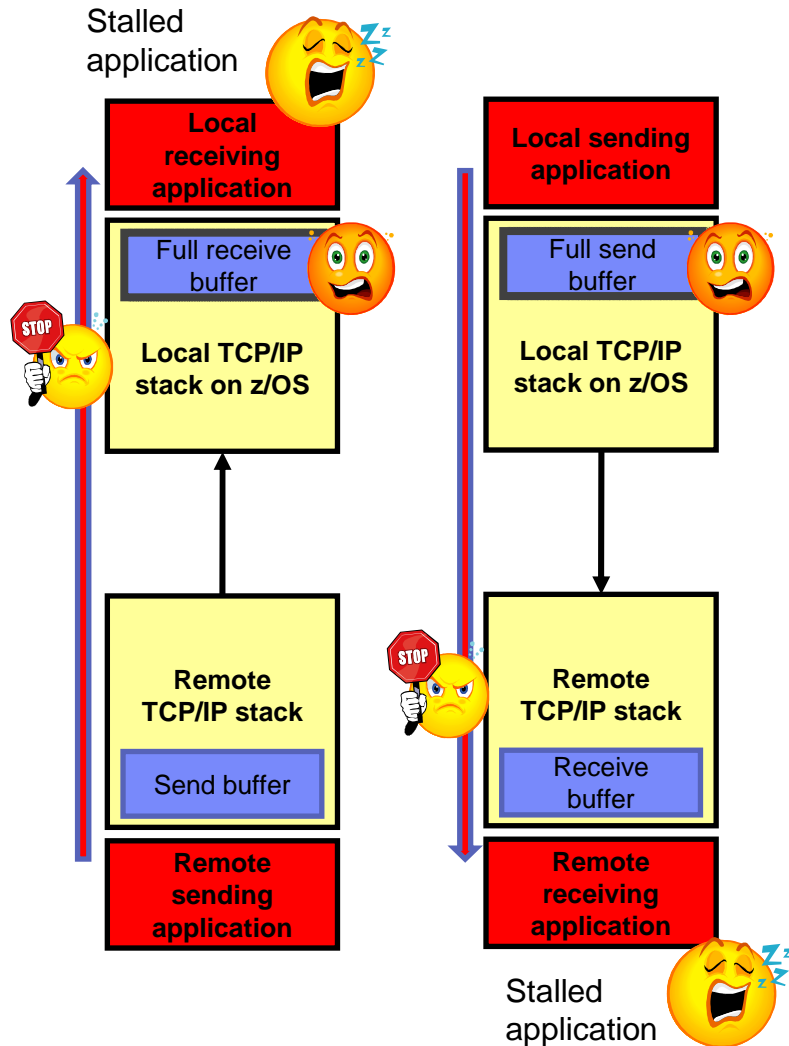 Stalled
application
Z
z
z
Z
Local
receiving
application
Full receive
buffer
STOP
Local TCP/IP
stack on z/OS
Remote
TCP/IP stack
Send buffer
Remote
sending
application
Local sending
application
Full send
buffer
Local TCP/IP
stack on z/OS
STOP
Remote
TCP/IP stack
Receive
buffer
Remote
receiving
application
Stalled
application
Z
z
z
Z